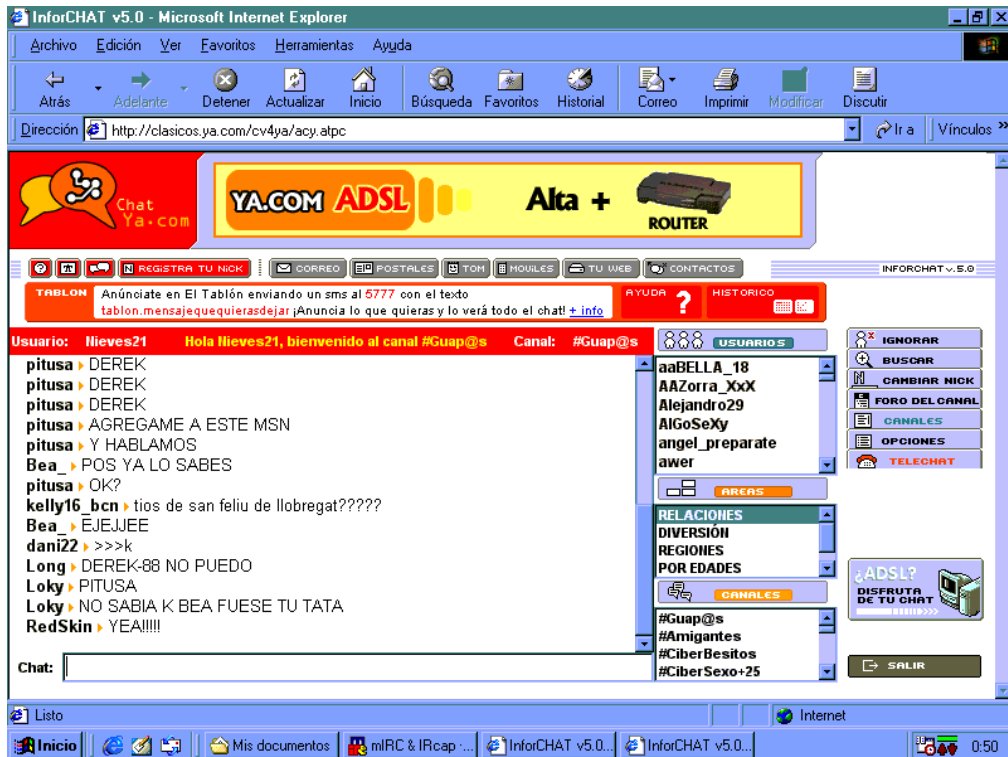 InforCHAT v5.0 - Microsoft Internet Explorer
Archivo Edición Ver Favoritos Herramientas Ayuda
Atrás Adelante Detener Actualizar Inicio Búsqueda Favoritos Historial Correo Imprimir Modificar Discutir
Dirección http://clasicos.ya.com/cv4ya/acy.atpc Ir a Vínculos »
Chat
Ya.com
YA.COM ADSL Alta + ROUTER
REGISTRA TU NICK CORREO POSTALES TOM MOVILES TU WEB CONTACTOS INFORCHAT v.5.0
TABLON Anúnciate en El Tablón enviando un sms al 5777 con el texto
tablon.mensajequequierasdejar ¡Anuncia lo que quieras y lo verá todo el chat! + info
AYUDA ? HISTORICO
Usuario: Nieves21 Hola Nieves21, bienvenido al canal #Guap@s Canal: #Guap@s
pitusa DEREK
pitusa DEREK
pitusa DEREK
pitusa AGREGAME A ESTE MSN
pitusa Y HABLAMOS
Bea_ POS YA LO SABES
pitusa OK?
kelly16_bcn tios de san feliu de llobregat?????
Bea_ EJEJJEE
dani22 >>>k
Long DEREK-88 NO PUEDO
Loky PITUSA
Loky NO SABIA K BEA FUESE TU TATA
RedSkin YEA!!!!!
Chat:
USUARIOS
aaBELLA_18
AAZorra_XxX
Alejandro29
AlGoSeXy
angel_preparate
awer
AREAS
RELACIONES
DIVERSIÓN
REGIONES
POR EDADES
CANALES
#Guap@s
#Amigantes
#CiberBesitos
#CiberSexo+25
IGNORAR
BUSCAR
CAMBIAR NICK
FORO DEL CANAL
CANALES
OPCIONES
TELECHAT
¿ADSL?
DISFRUTA
DE TU CHAT
SALIR
Listo Internet
Inicio Mis documentos mIRC & IRcap -... InforCHAT v5.0... InforCHAT v5.0... 0:50